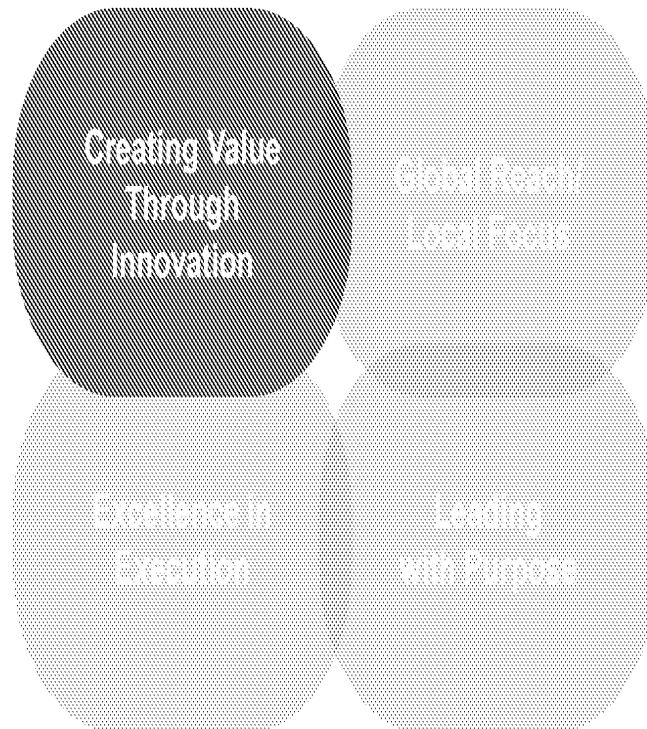 Creating Value
Through
Innovation
Global Reach/
Local Focus
Excellence in
Execution
Leading
with Purpose